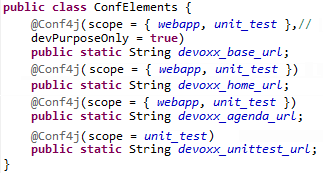 public class ConfElements {
@Conf4j(scope = { webapp, unit_test },//
devPurposeOnly = true)
public static String devoxx_base_url;
@Conf4j(scope = { webapp, unit_test })
public static String devoxx_home_url;
@Conf4j(scope = { webapp, unit_test })
public static String devoxx_agenda_url;
@Conf4j(scope = unit_test)
public static String devoxx_unittest_url;
}